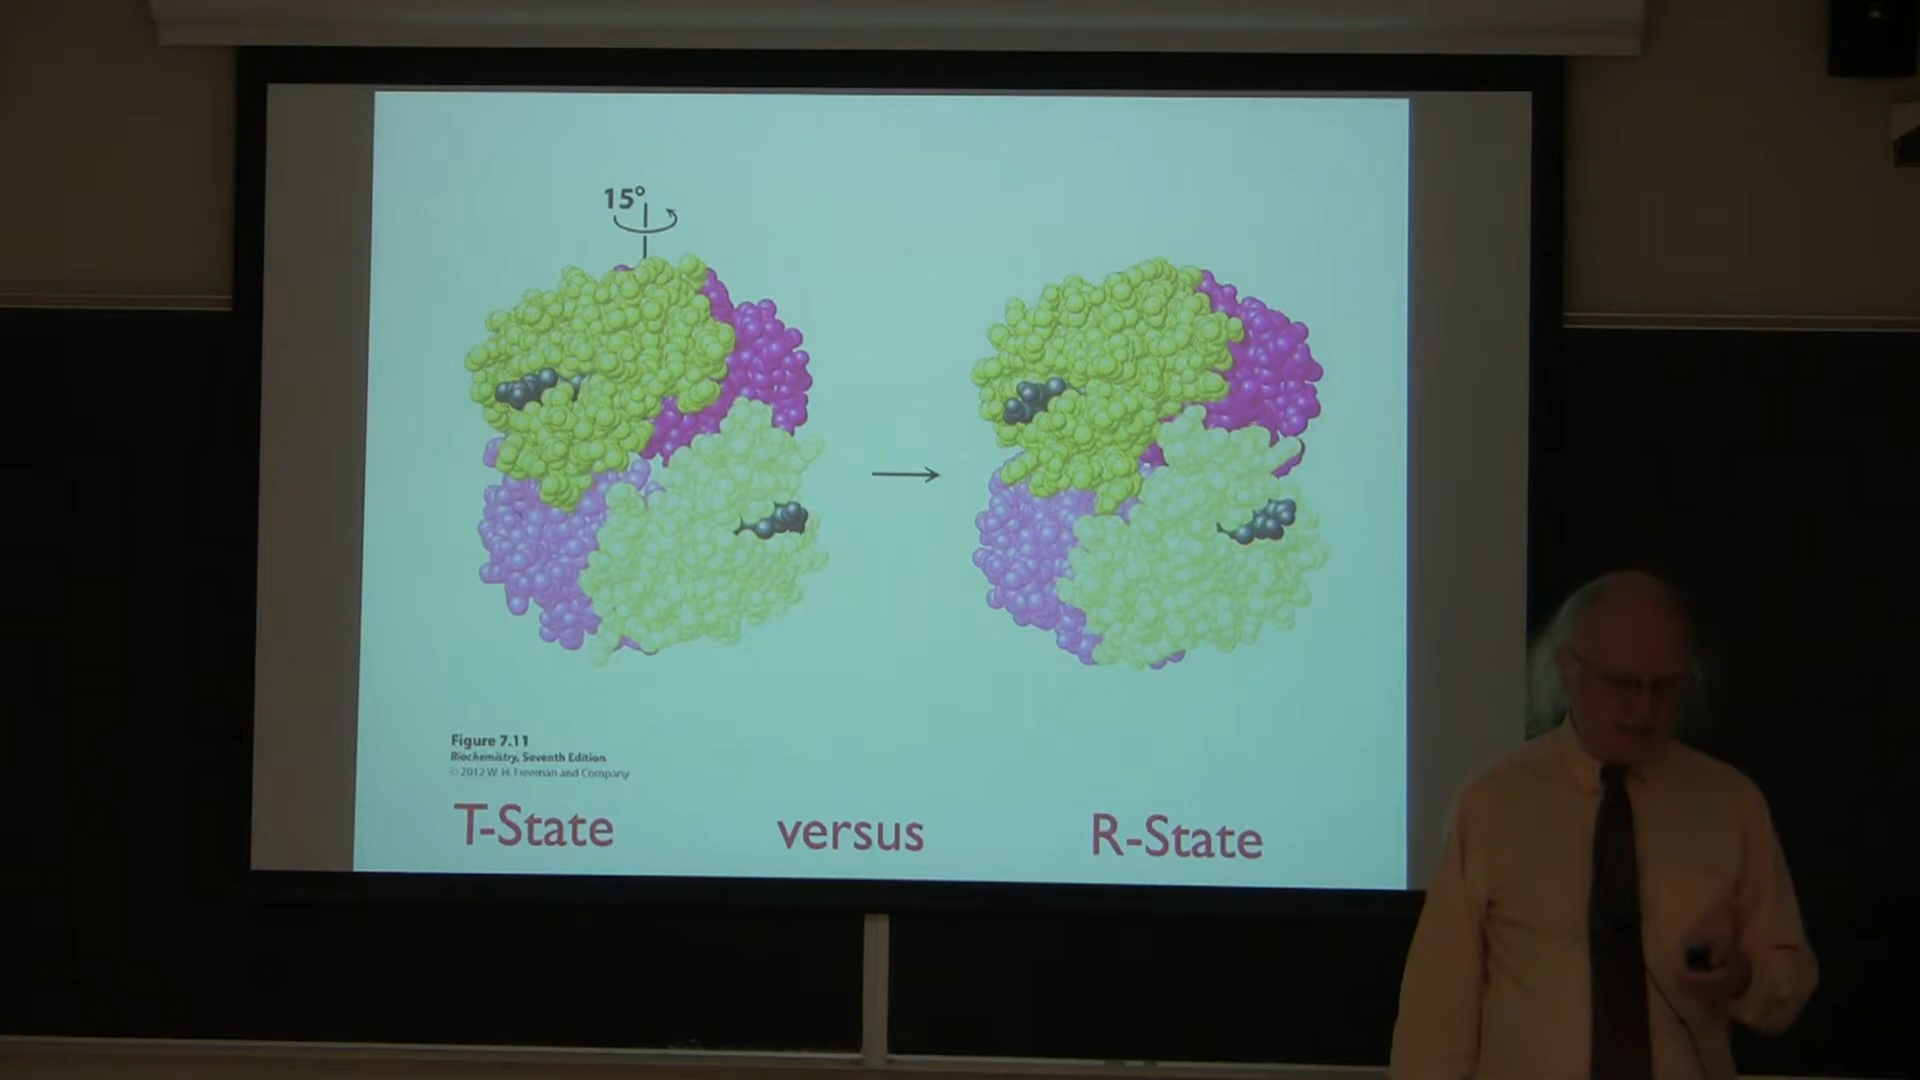 15°
Figure 7.11
Biochemistry, Seventh Edition
© 2012 W. H. Freeman and Company
T-State versus R-State